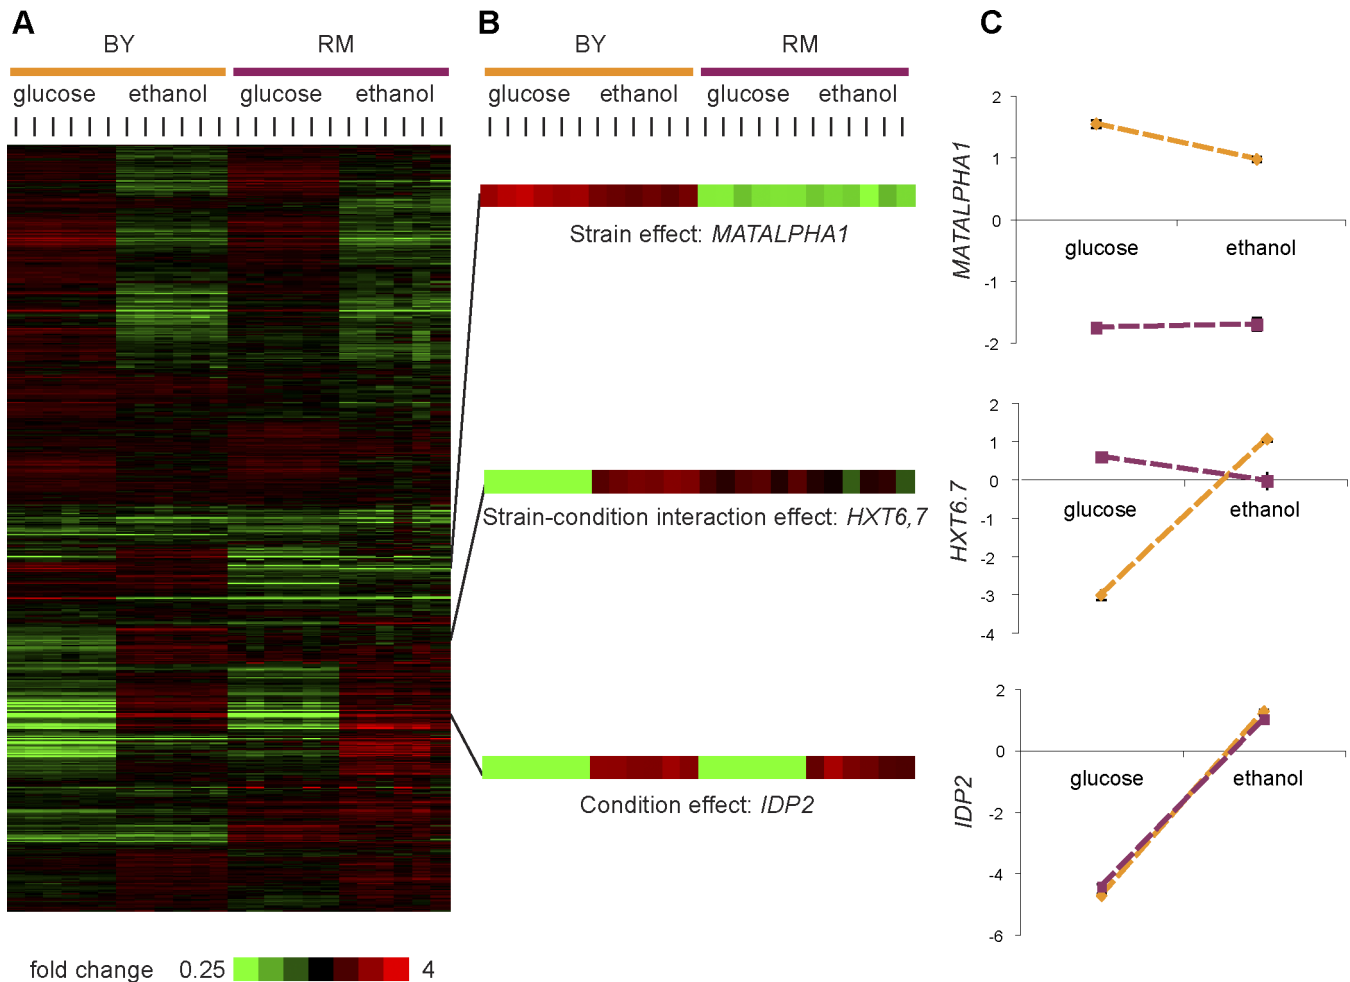 A
BY RM
glucose ethanol glucose ethanol
fold change 0.25 4
B
BY RM
glucose ethanol glucose ethanol
Strain effect: MATALPHA1
Strain-condition interaction effect: HXT6,7
Condition effect: IDP2
C
MATALPHA1
2
1
0
-1
-2
glucose ethanol
HXT6.7
2
1
0
-1
-2
-3
-4
glucose ethanol
IDP2
2
0
-2
-4
-6
glucose ethanol